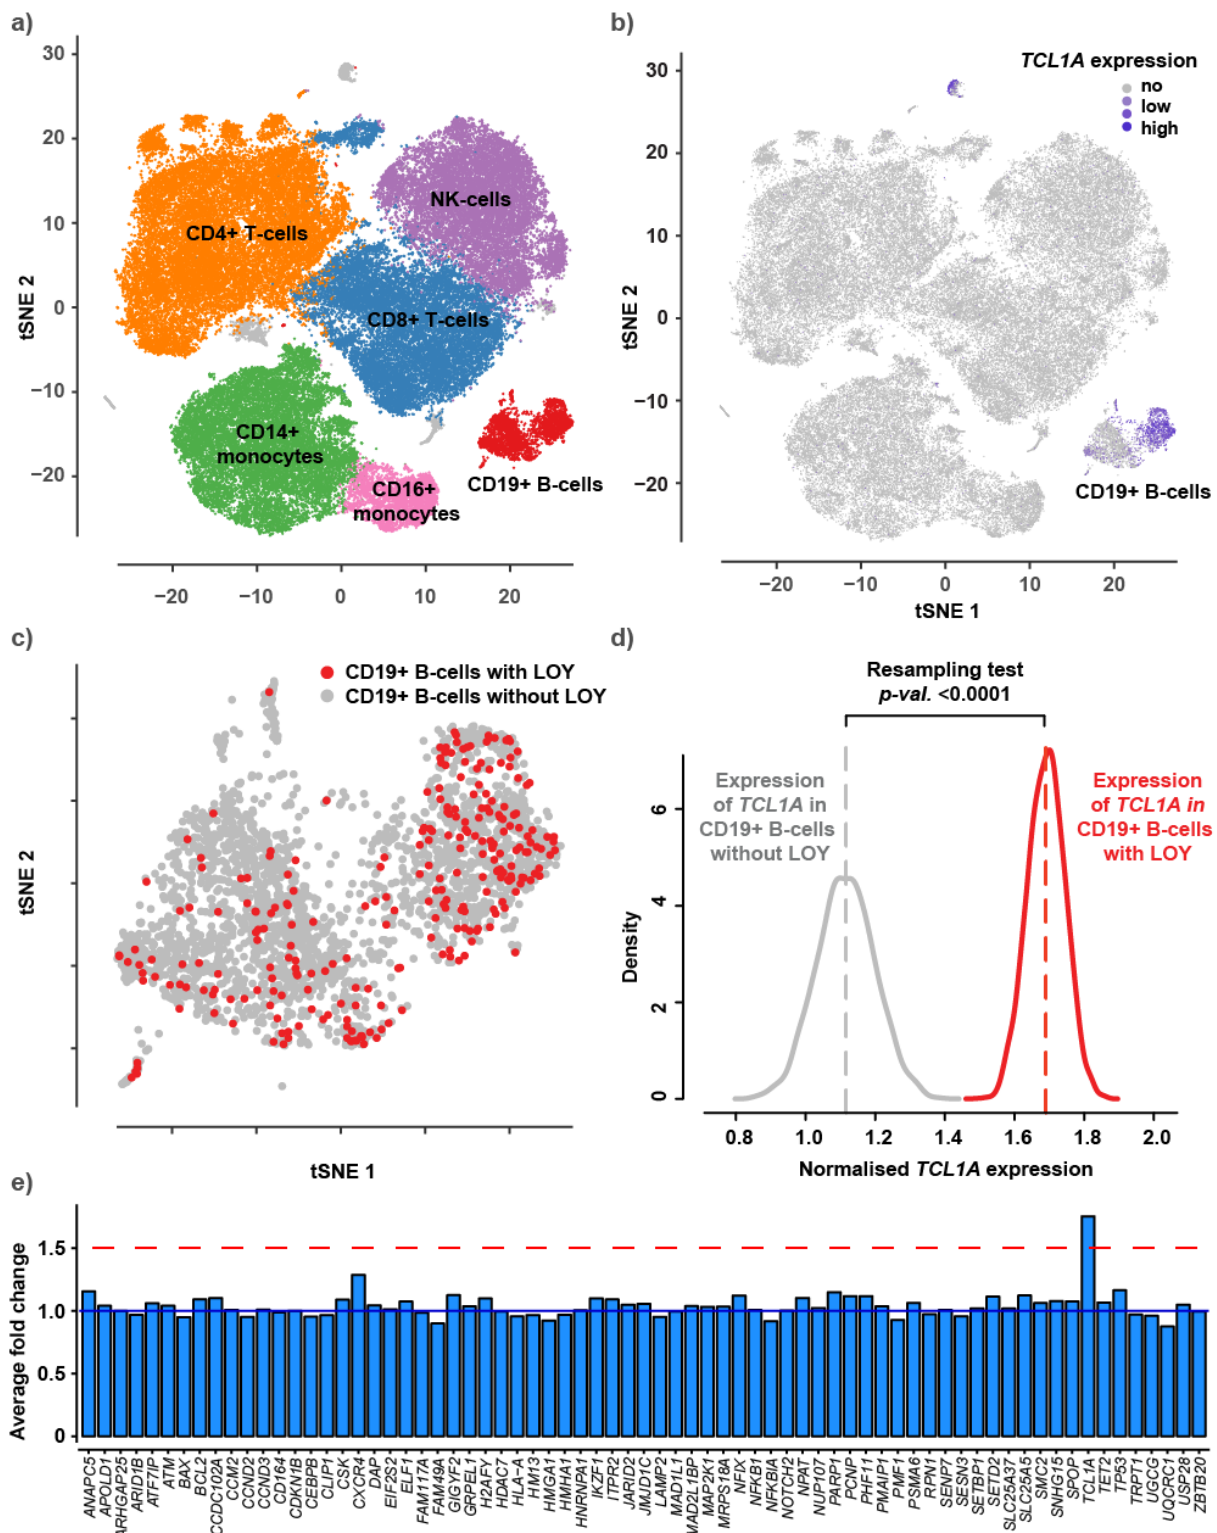 a)
30
20
10
0
−10
−20
tSNE 2
CD4+ T-cells
NK-cells
CD8+ T-cells
CD14+
monocytes
CD16+
monocytes
CD19+ B-cells
−20
−10
0
10
20
b)
TCL1A expression
no
low
high
30
20
10
0
−10
−20
tSNE 2
CD19+ B-cells
−20
−10
0
10
20
tSNE 1
c)
CD19+ B-cells with LOY
CD19+ B-cells without LOY
tSNE 2
tSNE 1
d)
Resampling test
p-val. <0.0001
Expression
of TCL1A in
CD19+ B-cells
without LOY
Expression
of TCL1A in
CD19+ B-cells
with LOY
Density
6
4
2
0
0.8
1.0
1.2
1.4
1.6
1.8
2.0
Normalised TCL1A expression
e)
Average fold change
1.5
1.0
0.5
0
ANAPC5
APOLD1
ARHGAP25
ARID1B
ATF7IP
ATM
BAX
BCL2
CCDC102A
CCM2
CCND2
CCND3
CD164
CDKN1B
CEBPB
CLIP1
CSK
CXCR4
DAP
EIF2S2
ELF1
FAM117A
FAM49A
GIGYF2
GRPEL1
H2AFY
HDAC7
HLA-A
HM13
HMGA1
HMHA1
HNRNPA1
IKZF1
ITPR2
JARID2
JMJD1C
LAMP2
MAD1L1
MAD2L1BP
MAP2K1
MRPS18A
NFIX
NFKB1
NFKBIA
NOTCH2
NPAT
NUP107
PARP1
PCNP
PHF11
PMAIP1
PMF1
PSMA6
RPN1
SENP7
SESN3
SETBP1
SETD2
SLC25A37
SLC25A5
SMC2
SNHG15
SPOP
TCL1A
TET2
TP53
TRPT1
UGCG
UQCRC1
USP28
ZBTB20